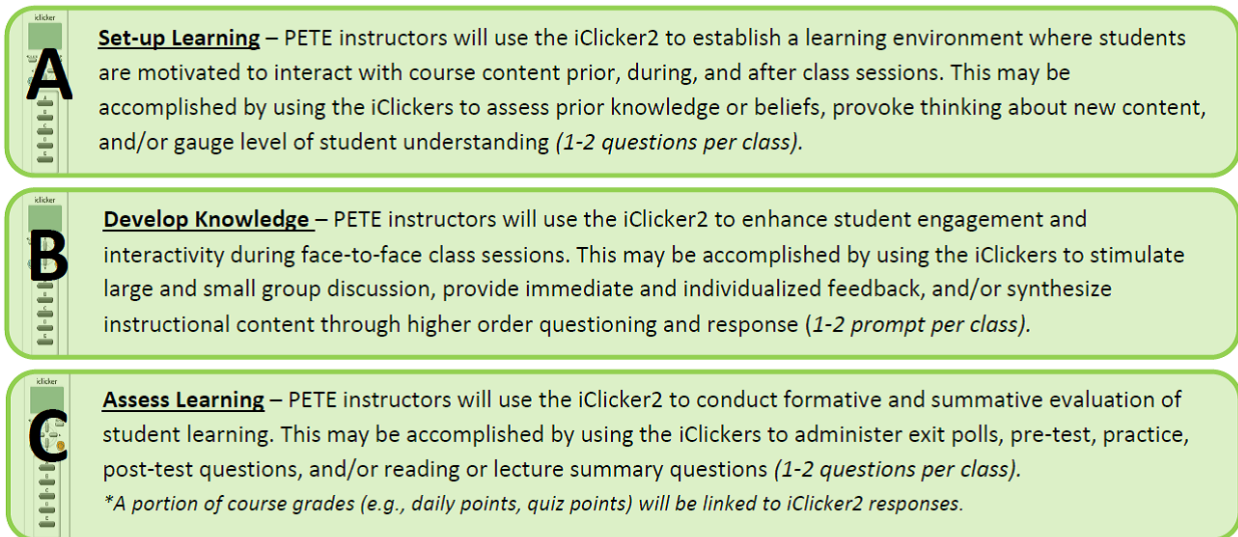 iclicker
A
Set-up Learning – PETE instructors will use the iClicker2 to establish a learning environment where students
are motivated to interact with course content prior, during, and after class sessions. This may be
accomplished by using the iClickers to assess prior knowledge or beliefs, provoke thinking about new content,
and/or gauge level of student understanding (1-2 questions per class).
iclicker
B
Develop Knowledge – PETE instructors will use the iClicker2 to enhance student engagement and
interactivity during face-to-face class sessions. This may be accomplished by using the iClickers to stimulate
large and small group discussion, provide immediate and individualized feedback, and/or synthesize
instructional content through higher order questioning and response (1-2 prompt per class).
iclicker
C
Assess Learning – PETE instructors will use the iClicker2 to conduct formative and summative evaluation of
student learning. This may be accomplished by using the iClickers to administer exit polls, pre-test, practice,
post-test questions, and/or reading or lecture summary questions (1-2 questions per class).
*A portion of course grades (e.g., daily points, quiz points) will be linked to iClicker2 responses.